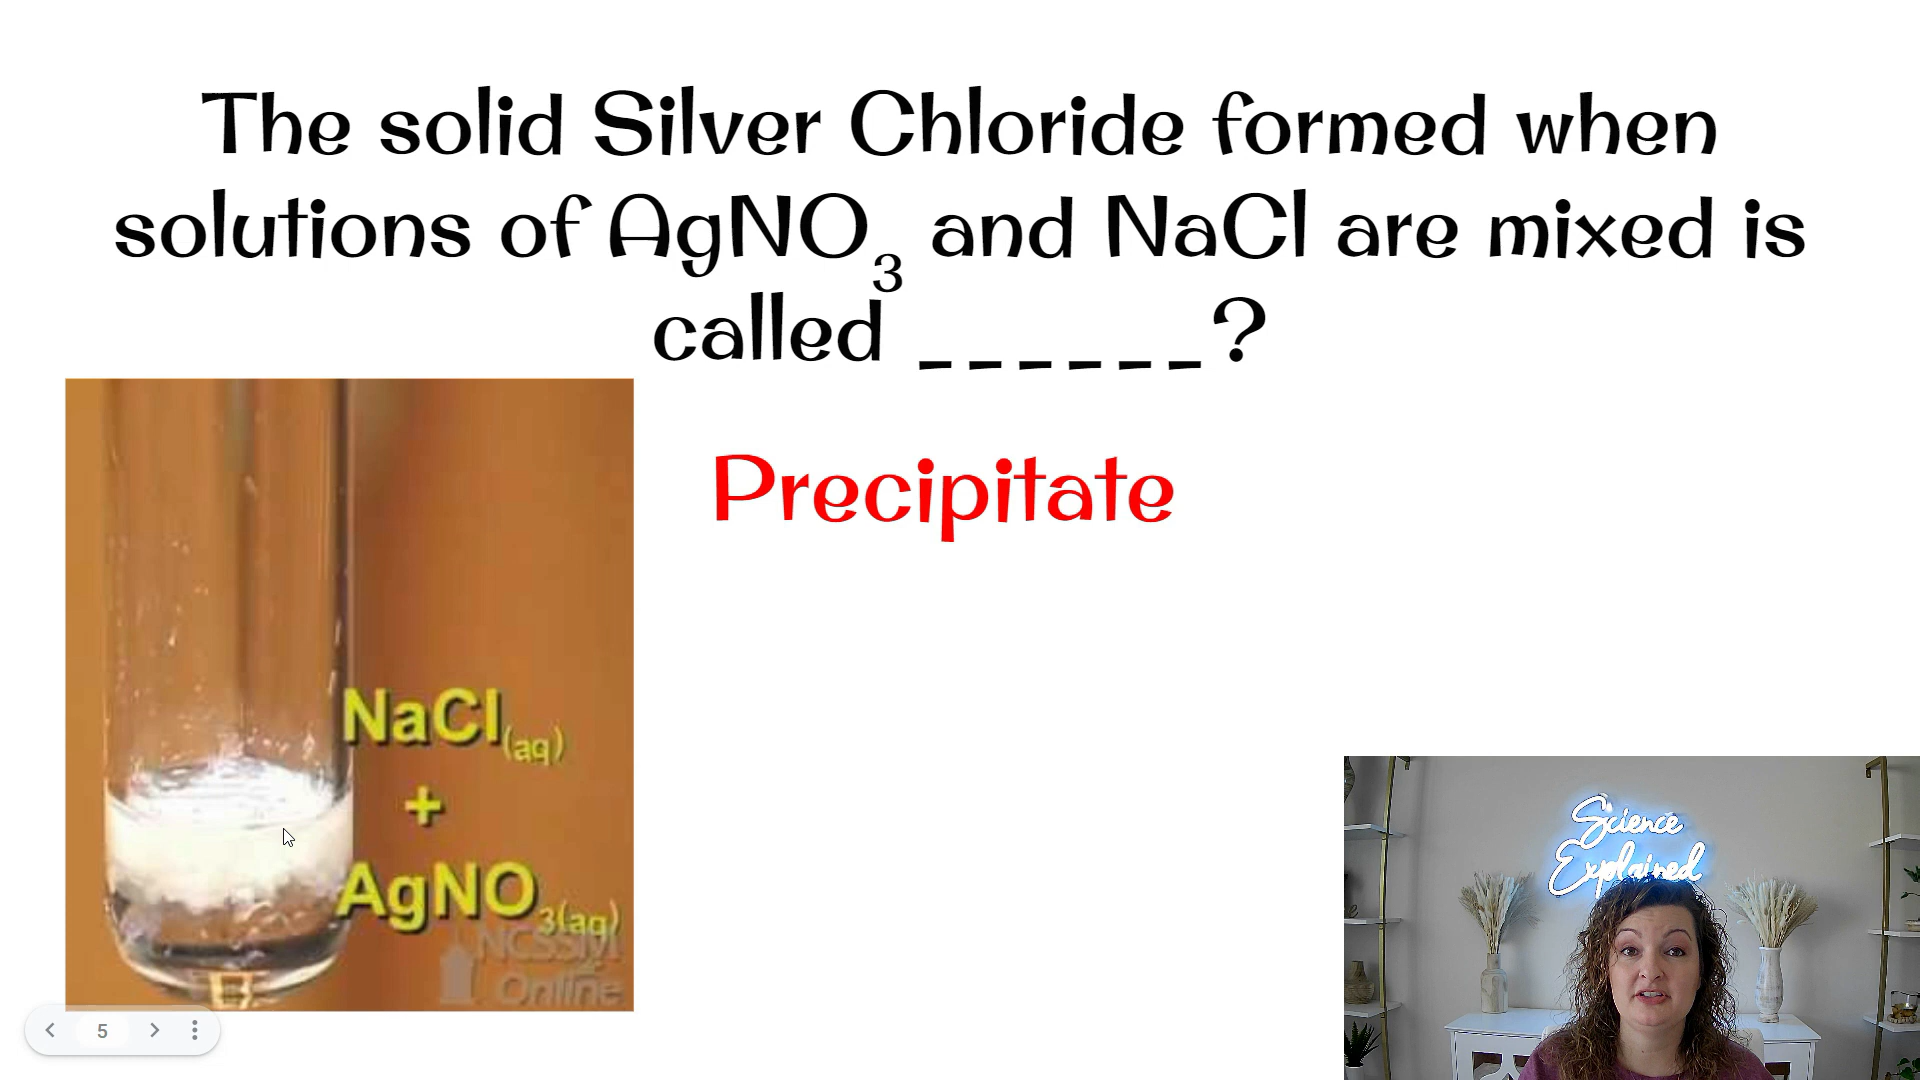 The solid Silver Chloride formed when
solutions of AgNO₃ and NaCl are mixed is
called ______?
Precipitate
NaCl(aq)
+
AgNO₃(aq)
NCSSM
Online
Science
Explained
5